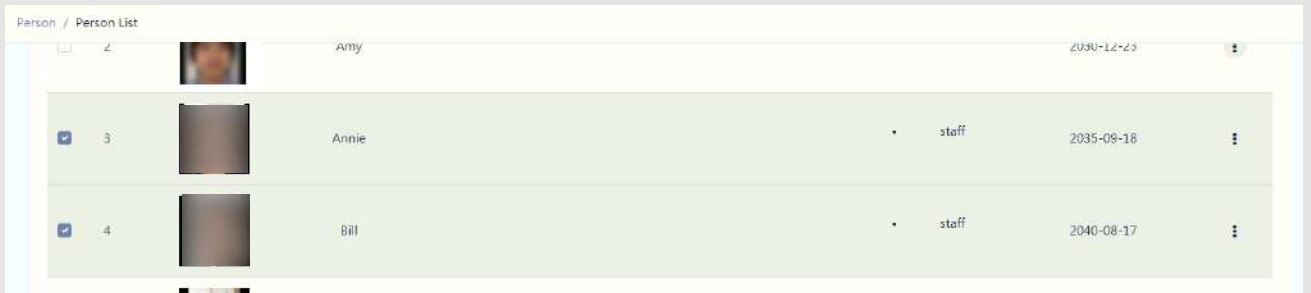 Person / Person List
2 Amy 2030-12-23
3 Annie • staff 2035-09-18
4 Bill • staff 2040-08-17